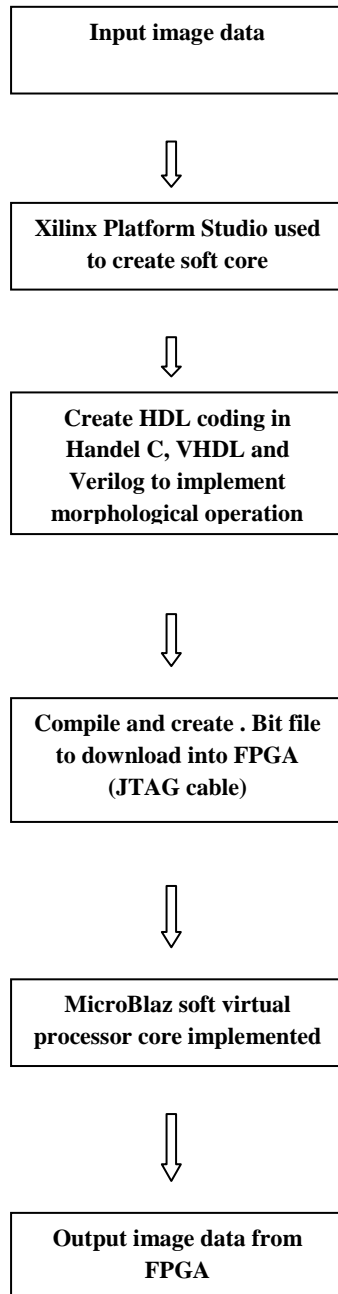 Input image data
Xilinx Platform Studio used
to create soft core
Create HDL coding in
Handel C, VHDL and
Verilog to implement
morphological operation
Compile and create . Bit file
to download into FPGA
(JTAG cable)
MicroBlaz soft virtual
processor core implemented
Output image data from
FPGA